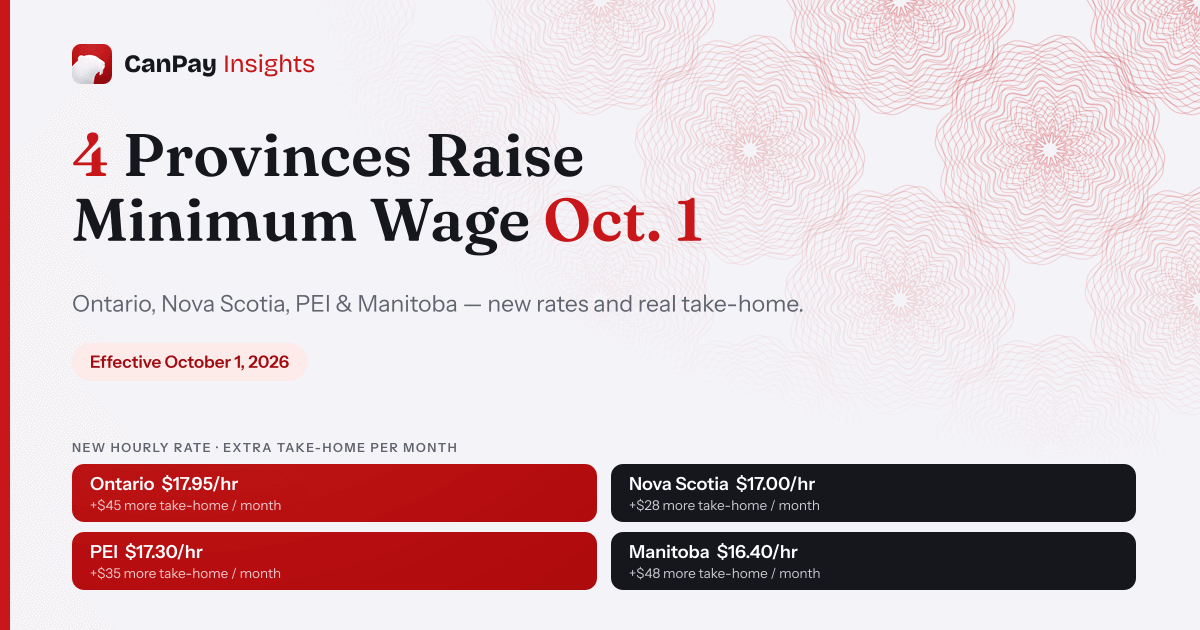 CanPay Insights
4 Provinces Raise
Minimum Wage Oct. 1
Ontario, Nova Scotia, PEI & Manitoba — new rates and real take-home.
Effective October 1, 2026
NEW HOURLY RATE · EXTRA TAKE-HOME PER MONTH
Ontario $17.95/hr
+$45 more take-home / month
Nova Scotia $17.00/hr
+$28 more take-home / month
PEI $17.30/hr
+$35 more take-home / month
Manitoba $16.40/hr
+$48 more take-home / month